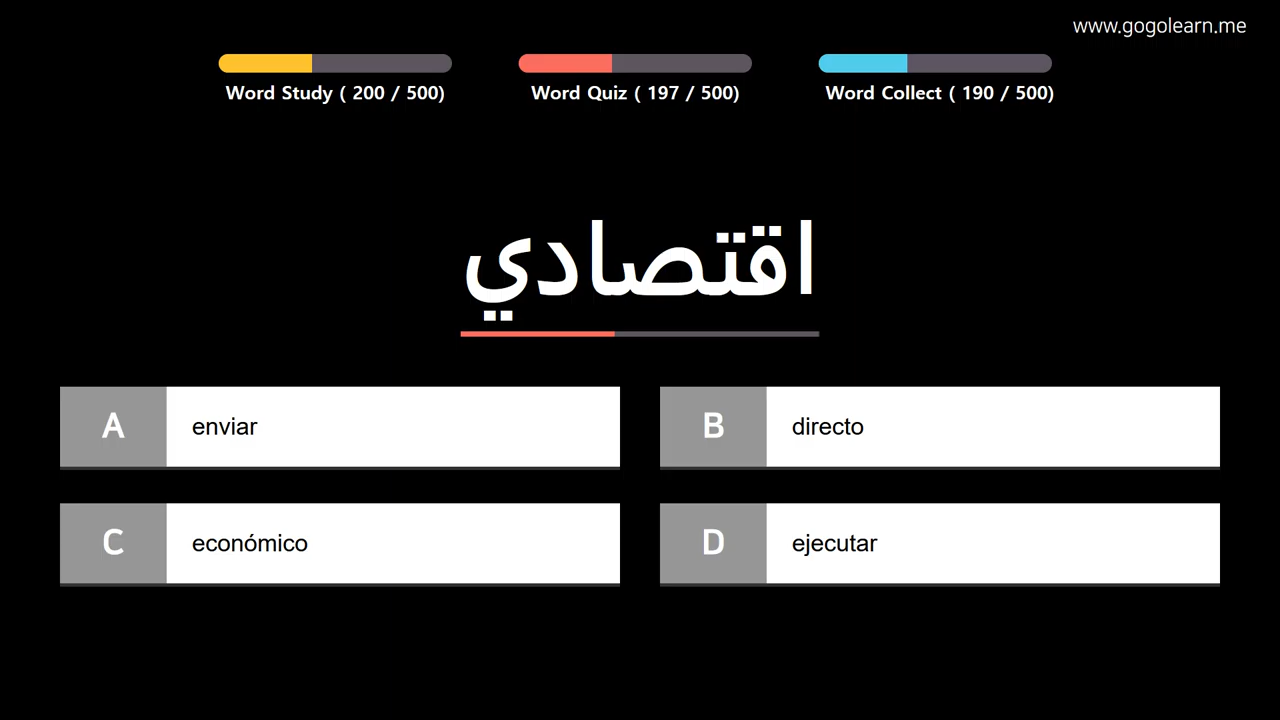 www.gogolearn.me
Word Study ( 200 / 500)
Word Quiz ( 197 / 500)
Word Collect ( 190 / 500)
اقتصادي
A enviar
B directo
C económico
D ejecutar